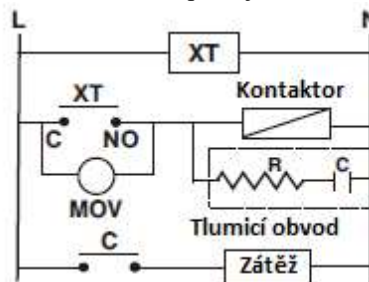 L N
XT
XT Kontaktor
C NO
R C
MOV
Tlumicí obvod
C
Zátěž